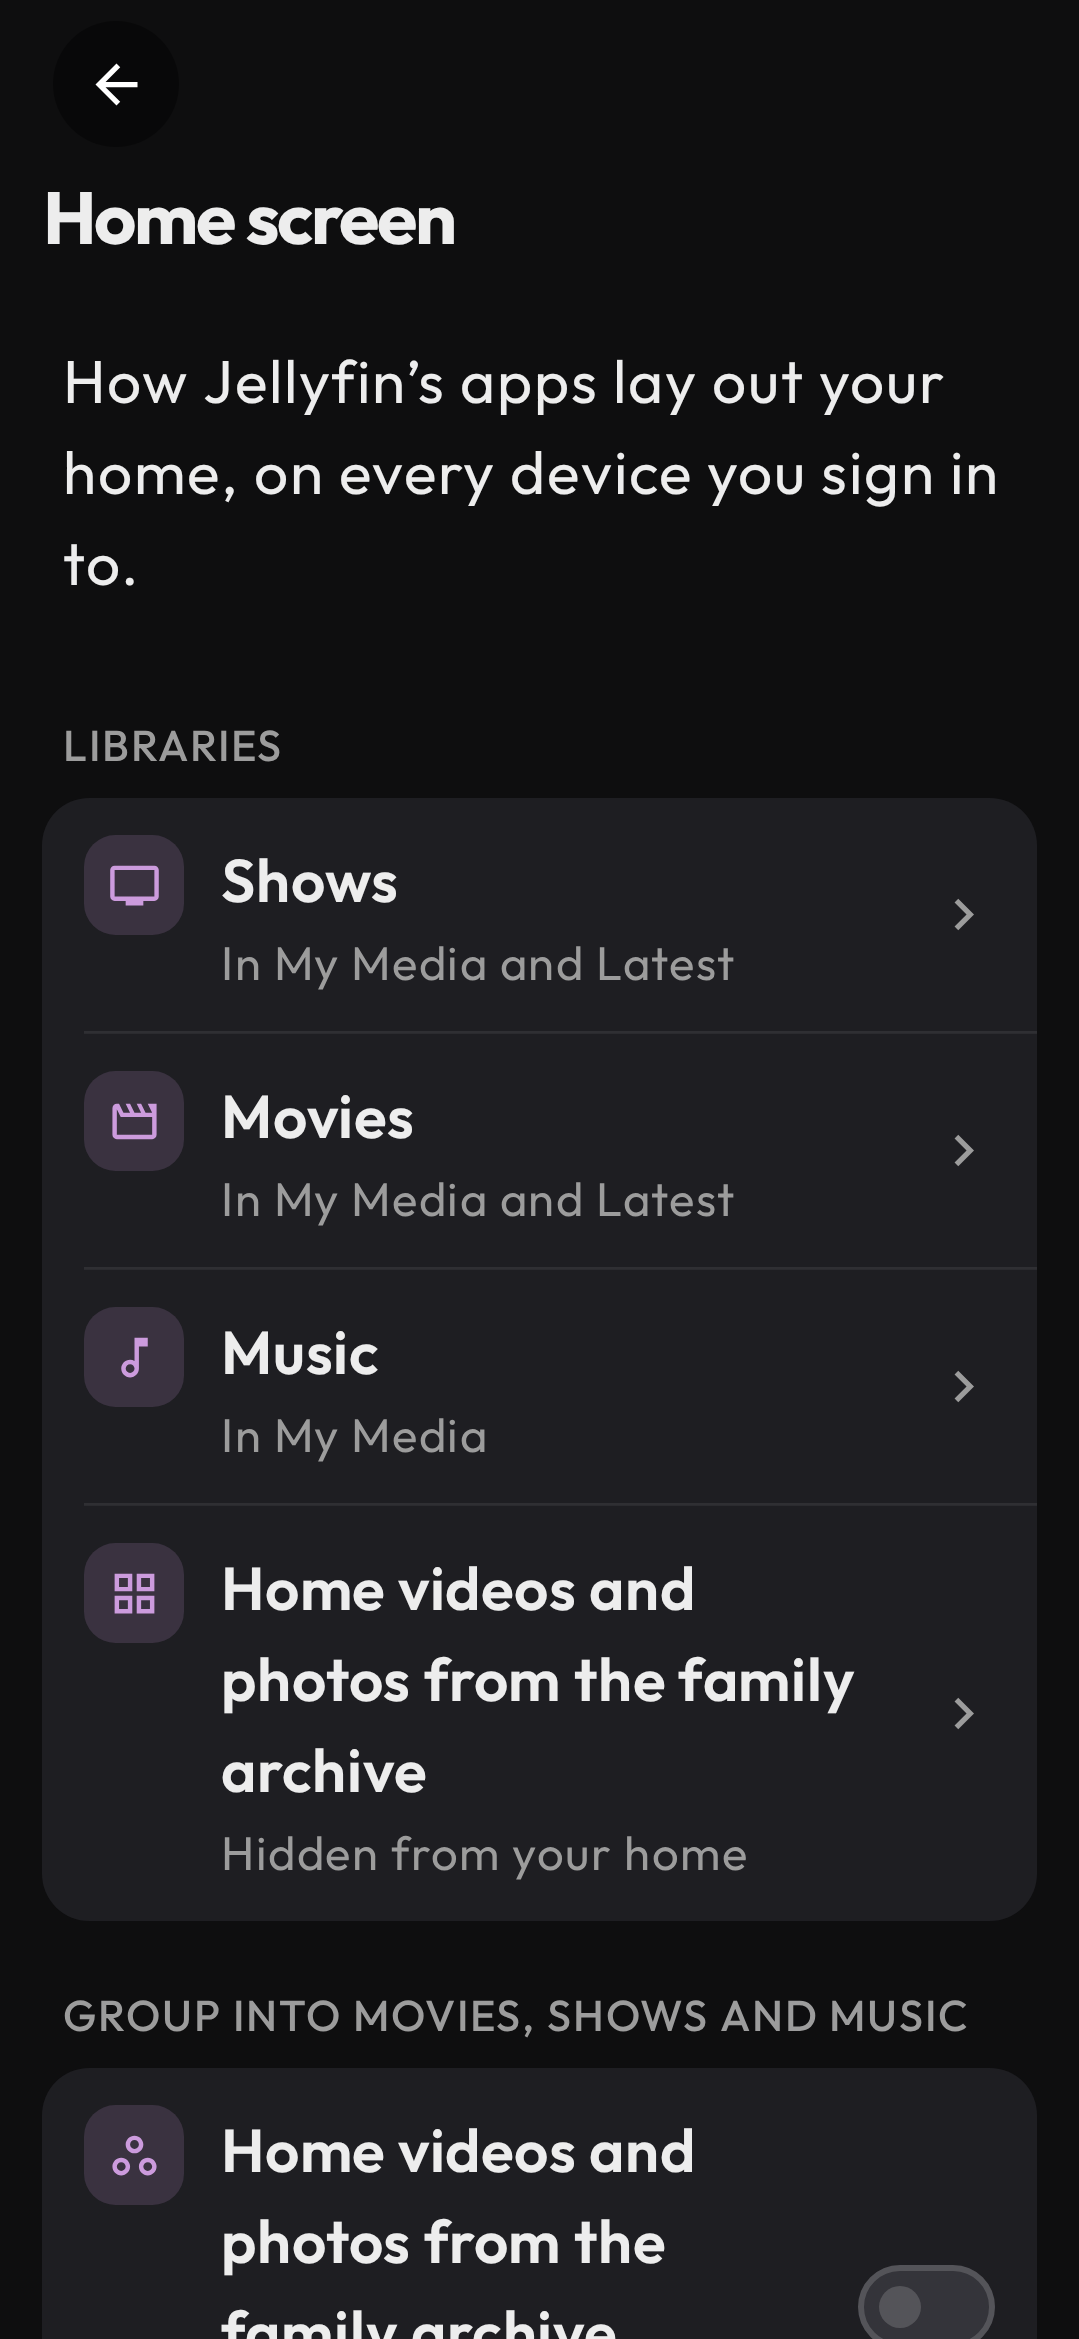 Home screen
How Jellyfin’s apps lay out your
home, on every device you sign in
to.
LIBRARIES
Shows
In My Media and Latest
Movies
In My Media and Latest
Music
In My Media
Home videos and
photos from the family
archive
Hidden from your home
GROUP INTO MOVIES, SHOWS AND MUSIC
Home videos and
photos from the
family archive